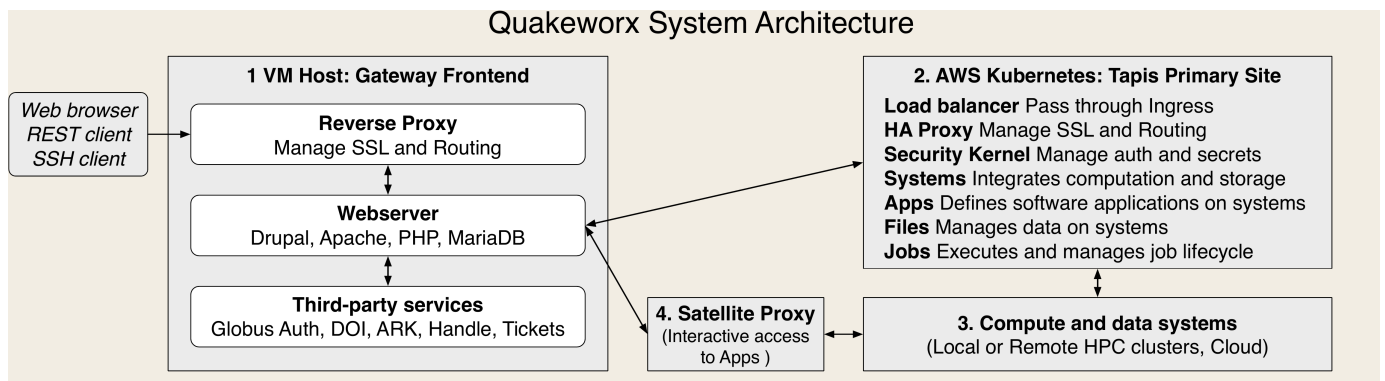 Quakeworx System Architecture
Web browser
REST client
SSH client
1 VM Host: Gateway Frontend
Reverse Proxy
Manage SSL and Routing
Webserver
Drupal, Apache, PHP, MariaDB
Third-party services
Globus Auth, DOI, ARK, Handle, Tickets
2. AWS Kubernetes: Tapis Primary Site
Load balancer Pass through Ingress
HA Proxy Manage SSL and Routing
Security Kernel Manage auth and secrets
Systems Integrates computation and storage
Apps Defines software applications on systems
Files Manages data on systems
Jobs Executes and manages job lifecycle
4. Satellite Proxy
(Interactive access
to Apps )
3. Compute and data systems
(Local or Remote HPC clusters, Cloud)